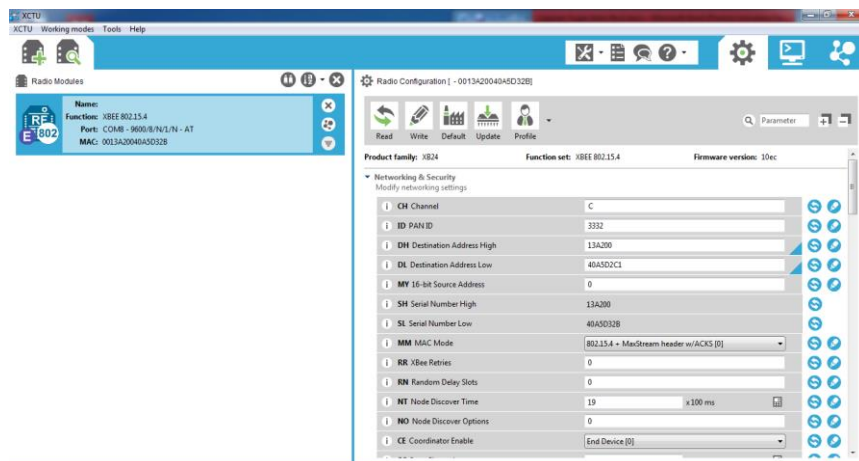 XCTU
XCTU Working modes Tools Help
Radio Modules
Name:
Function: XBEE 802.15.4
Port: COM8 - 9600/8/N/1/N - AT
MAC: 0013A20040A5D32B
RF
E 802
Radio Configuration [ - 0013A20040A5D32B]
Read Write Default Update Profile
Parameter
Product family: XB24 Function set: XBEE 802.15.4 Firmware version: 10ec
Networking & Security
Modify networking settings
i CH Channel C
i ID PAN ID 3332
i DH Destination Address High 13A200
i DL Destination Address Low 40A5D2C1
i MY 16-bit Source Address 0
i SH Serial Number High 13A200
i SL Serial Number Low 40A5D32B
i MM MAC Mode 802.15.4 + MaxStream header w/ACKS [0]
i RR XBee Retries 0
i RN Random Delay Slots 0
i NT Node Discover Time 19 x 100 ms
i NO Node Discover Options 0
i CE Coordinator Enable End Device [0]